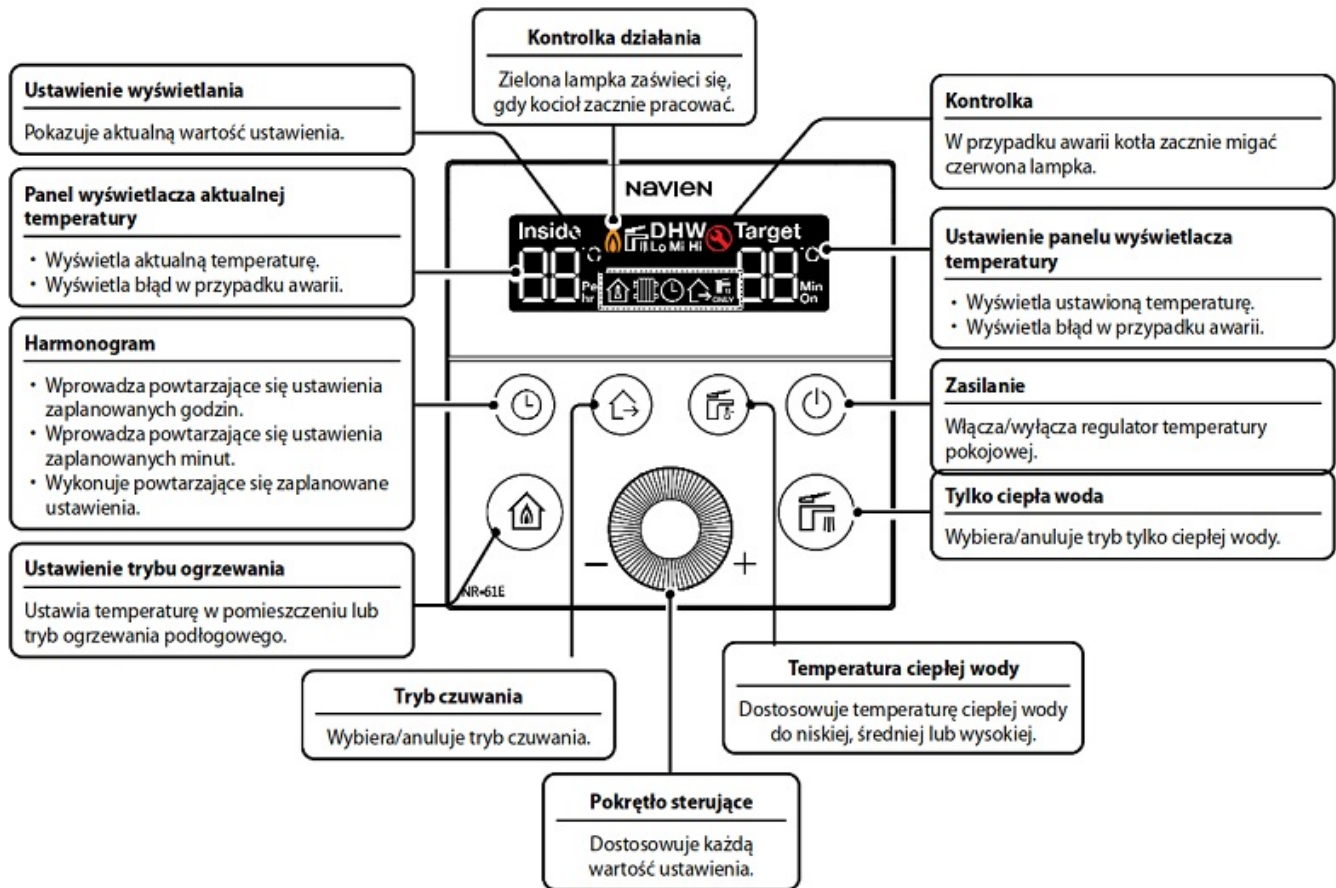 Kontrolka działania
Zielona lampka zaświeci się,
gdy kocioł zacznie pracować.
Ustawienie wyświetlania
Pokazuje aktualną wartość ustawienia.
Kontrolka
W przypadku awarii kotła zacznie migać
czerwona lampka.
Panel wyświetlacza aktualnej
temperatury
• Wyświetla aktualną temperaturę.
• Wyświetla błąd w przypadku awarii.
Ustawienie panelu wyświetlacza
temperatury
• Wyświetla ustawioną temperaturę.
• Wyświetla błąd w przypadku awarii.
NAVIEN
Inside DHW Target
Lo Mi Hi
88 °C 88 °C
hr ONLY Min
On
Harmonogram
• Wprowadza powtarzające się ustawienia
zaplanowanych godzin.
• Wprowadza powtarzające się ustawienia
zaplanowanych minut.
• Wykonuje powtarzające się zaplanowane
ustawienia.
Zasilanie
Włącza/wyłącza regulator temperatury
pokojowej.
Tylko ciepła woda
Wybiera/anuluje tryb tylko ciepłej wody.
Ustawienie trybu ogrzewania
Ustawia temperaturę w pomieszczeniu lub
tryb ogrzewania podłogowego.
− +
NR-61E
Tryb czuwania
Wybiera/anuluje tryb czuwania.
Temperatura ciepłej wody
Dostosowuje temperaturę ciepłej wody
do niskiej, średniej lub wysokiej.
Pokrętło sterujące
Dostosowuje każdą
wartość ustawienia.